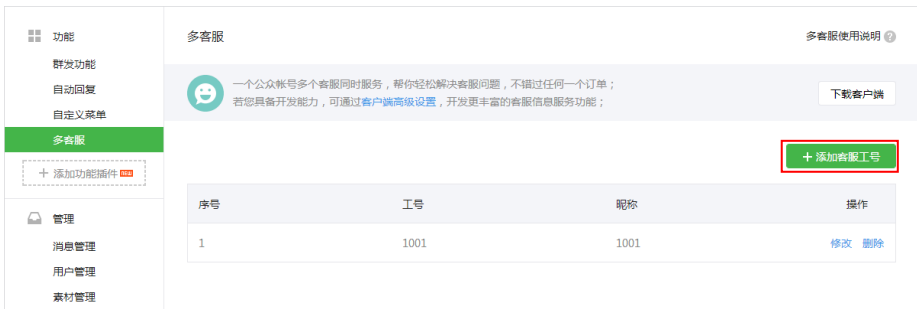 功能
群发功能
自动回复
自定义菜单
多客服
+ 添加功能插件 NEW
管理
消息管理
用户管理
素材管理
多客服
多客服使用说明 ?
一个公众帐号多个客服同时服务，帮你轻松解决客服问题，不错过任何一个订单；
若您具备开发能力，可通过客户端高级设置，开发更丰富的客服信息服务功能；
下载客户端
+ 添加客服工号
序号 工号 昵称 操作
1 1001 1001 修改 删除